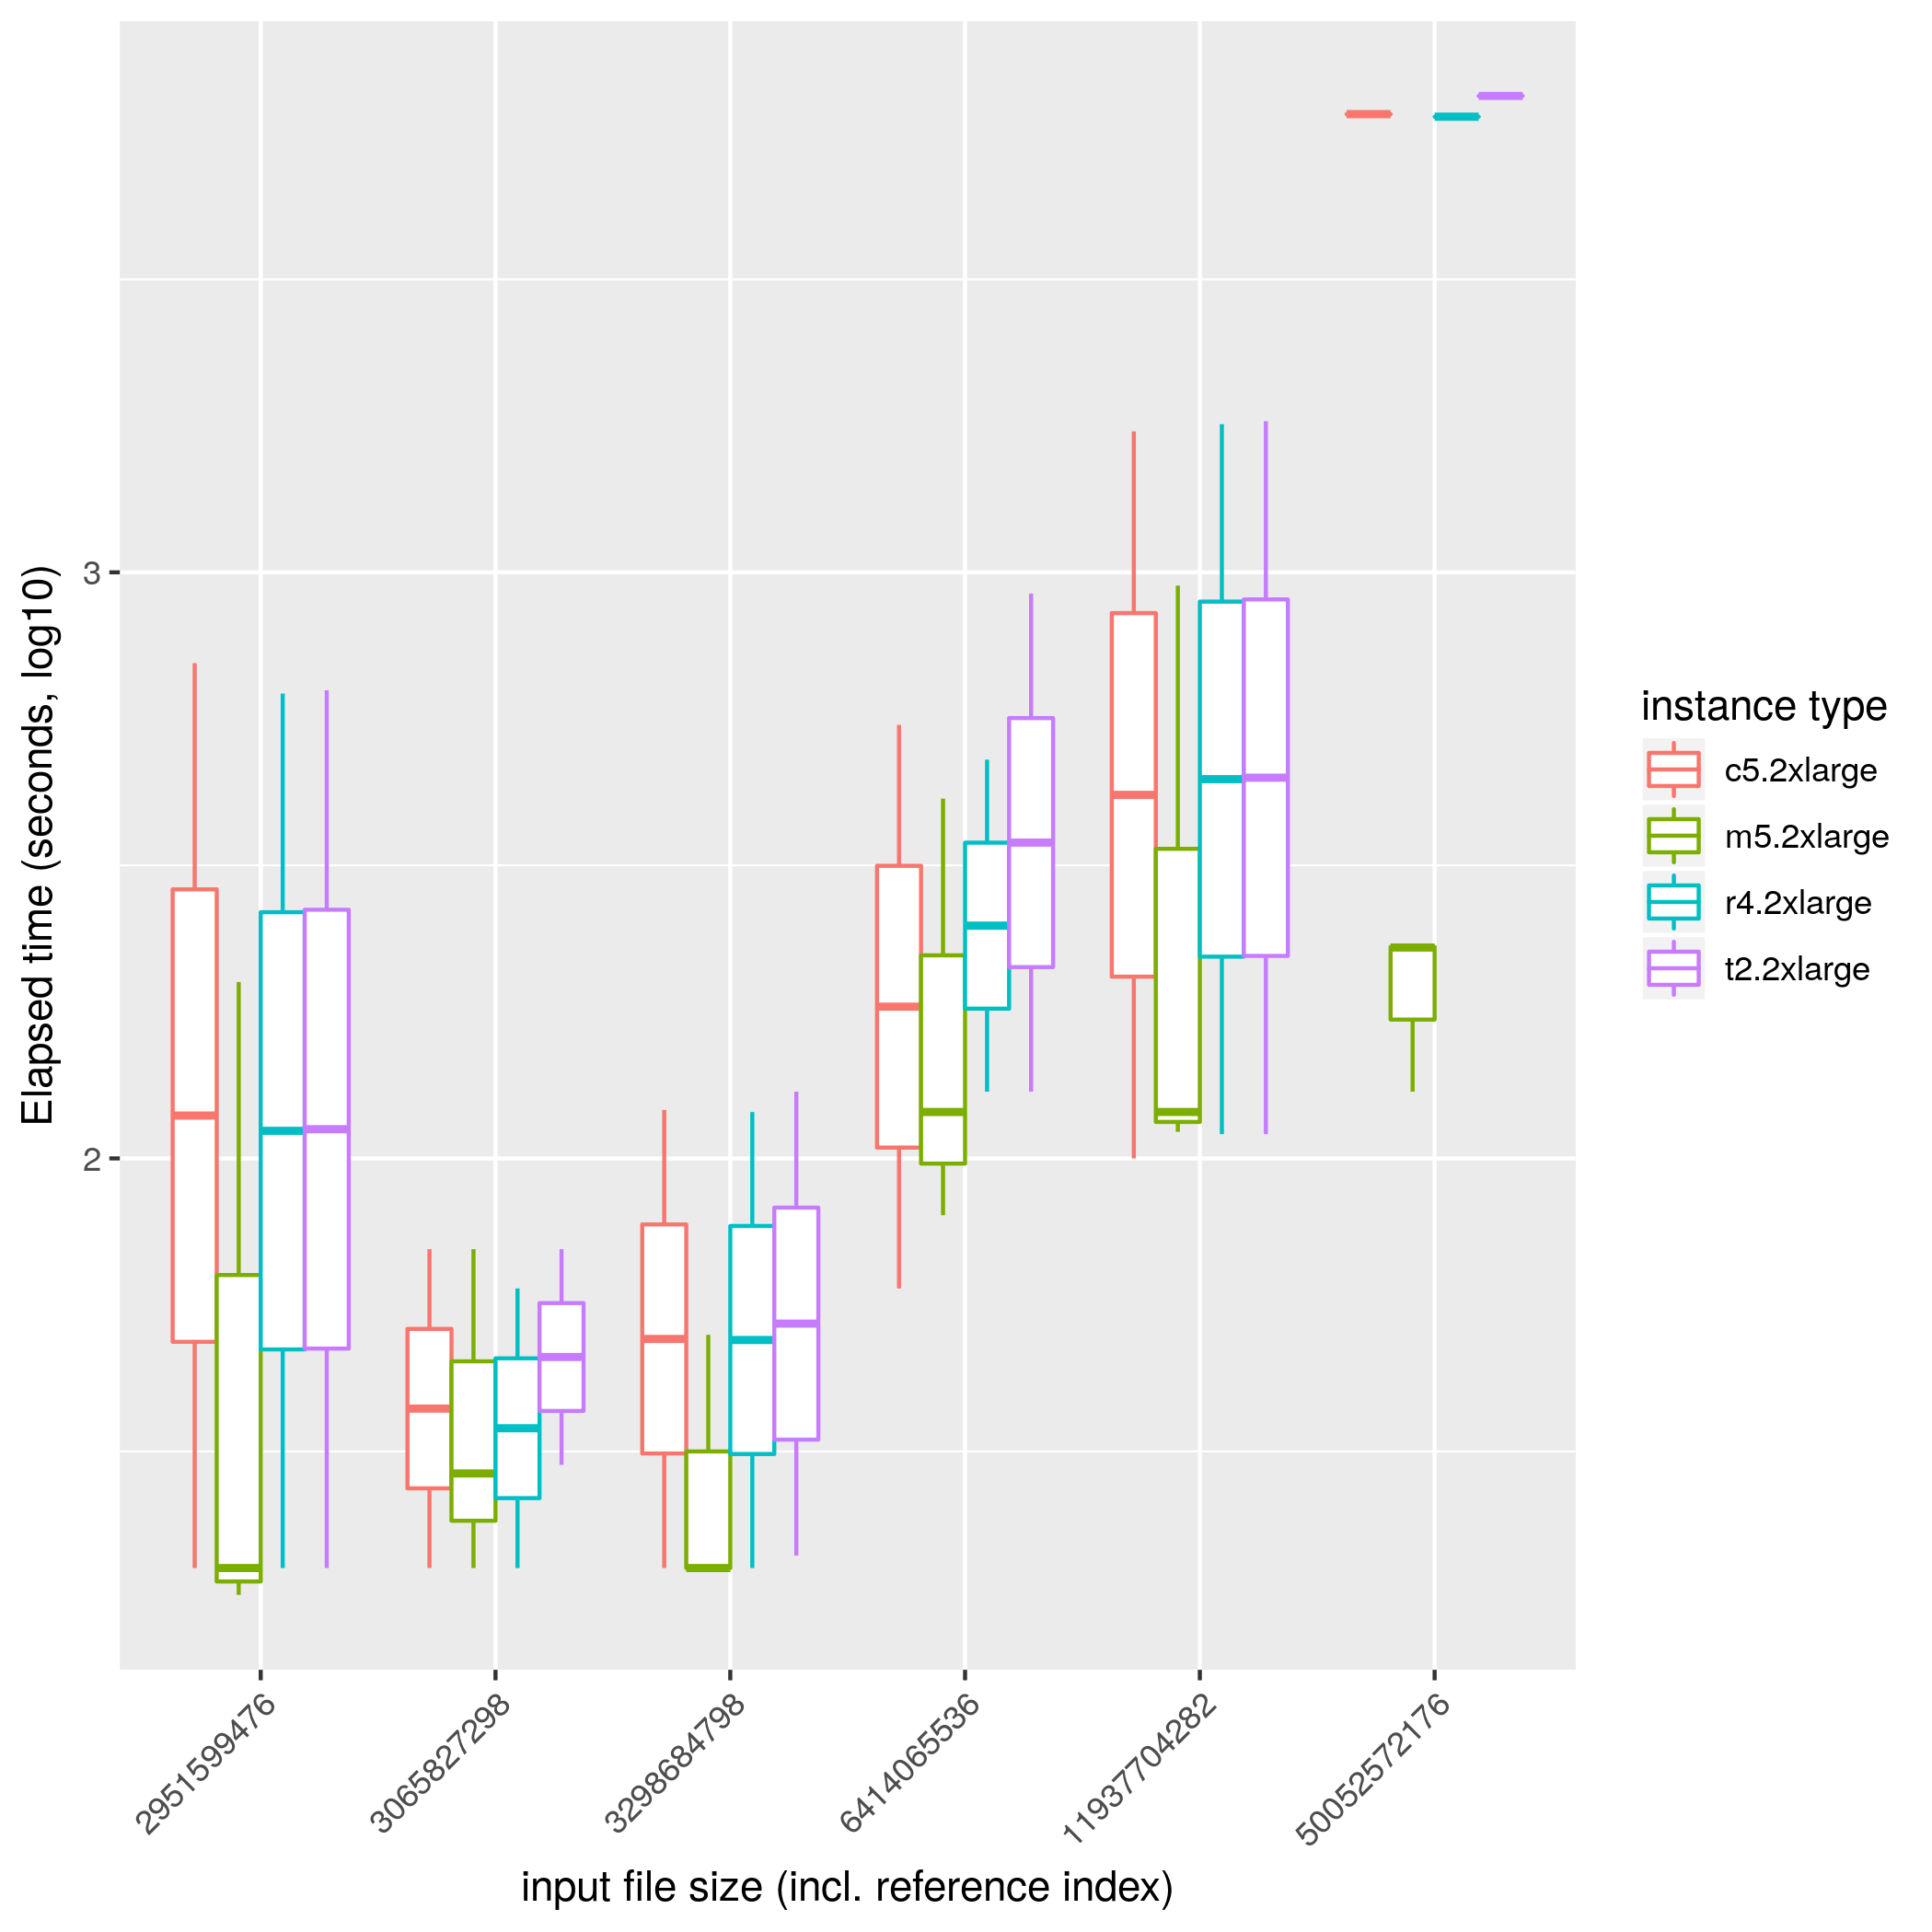 Elapsed time (seconds, log10)
3
2
2951599476
3065827298
3298684798
6414065536
11937704282
50052572176
input file size (incl. reference index)
instance type
c5.2xlarge
m5.2xlarge
r4.2xlarge
t2.2xlarge